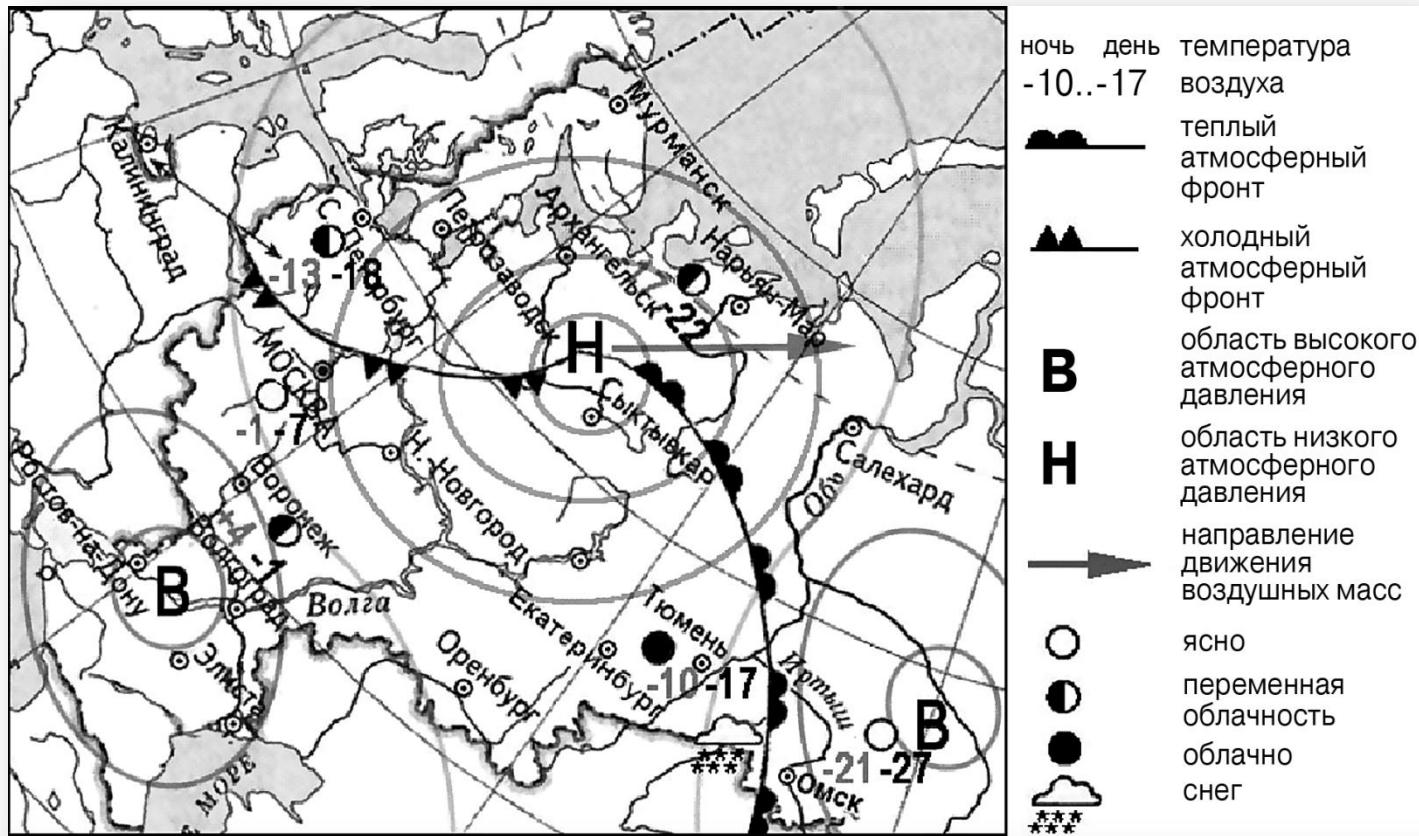 Мурманск
Калининград
С.-Петербург
-13 -18
Петрозаводск
Архангельск
-17 -22
Нарьян-Мар
Н
МОСКВА
-1 -7
Сыктывкар
Салехард
Обь
Н.-Новгород
Воронеж
Ростов-на-Дону
Волгоград
В
Волга
Элиста
Оренбург
Екатеринбург
Тюмень
-10 -17
Иртыш
В
-21 -27
Омск
МОРЕ
ночь день температура
-10..-17 воздуха
теплый
атмосферный
фронт
холодный
атмосферный
фронт
В
область высокого
атмосферного
давления
Н
область низкого
атмосферного
давления
направление
движения
воздушных масс
ясно
переменная
облачность
облачно
снег